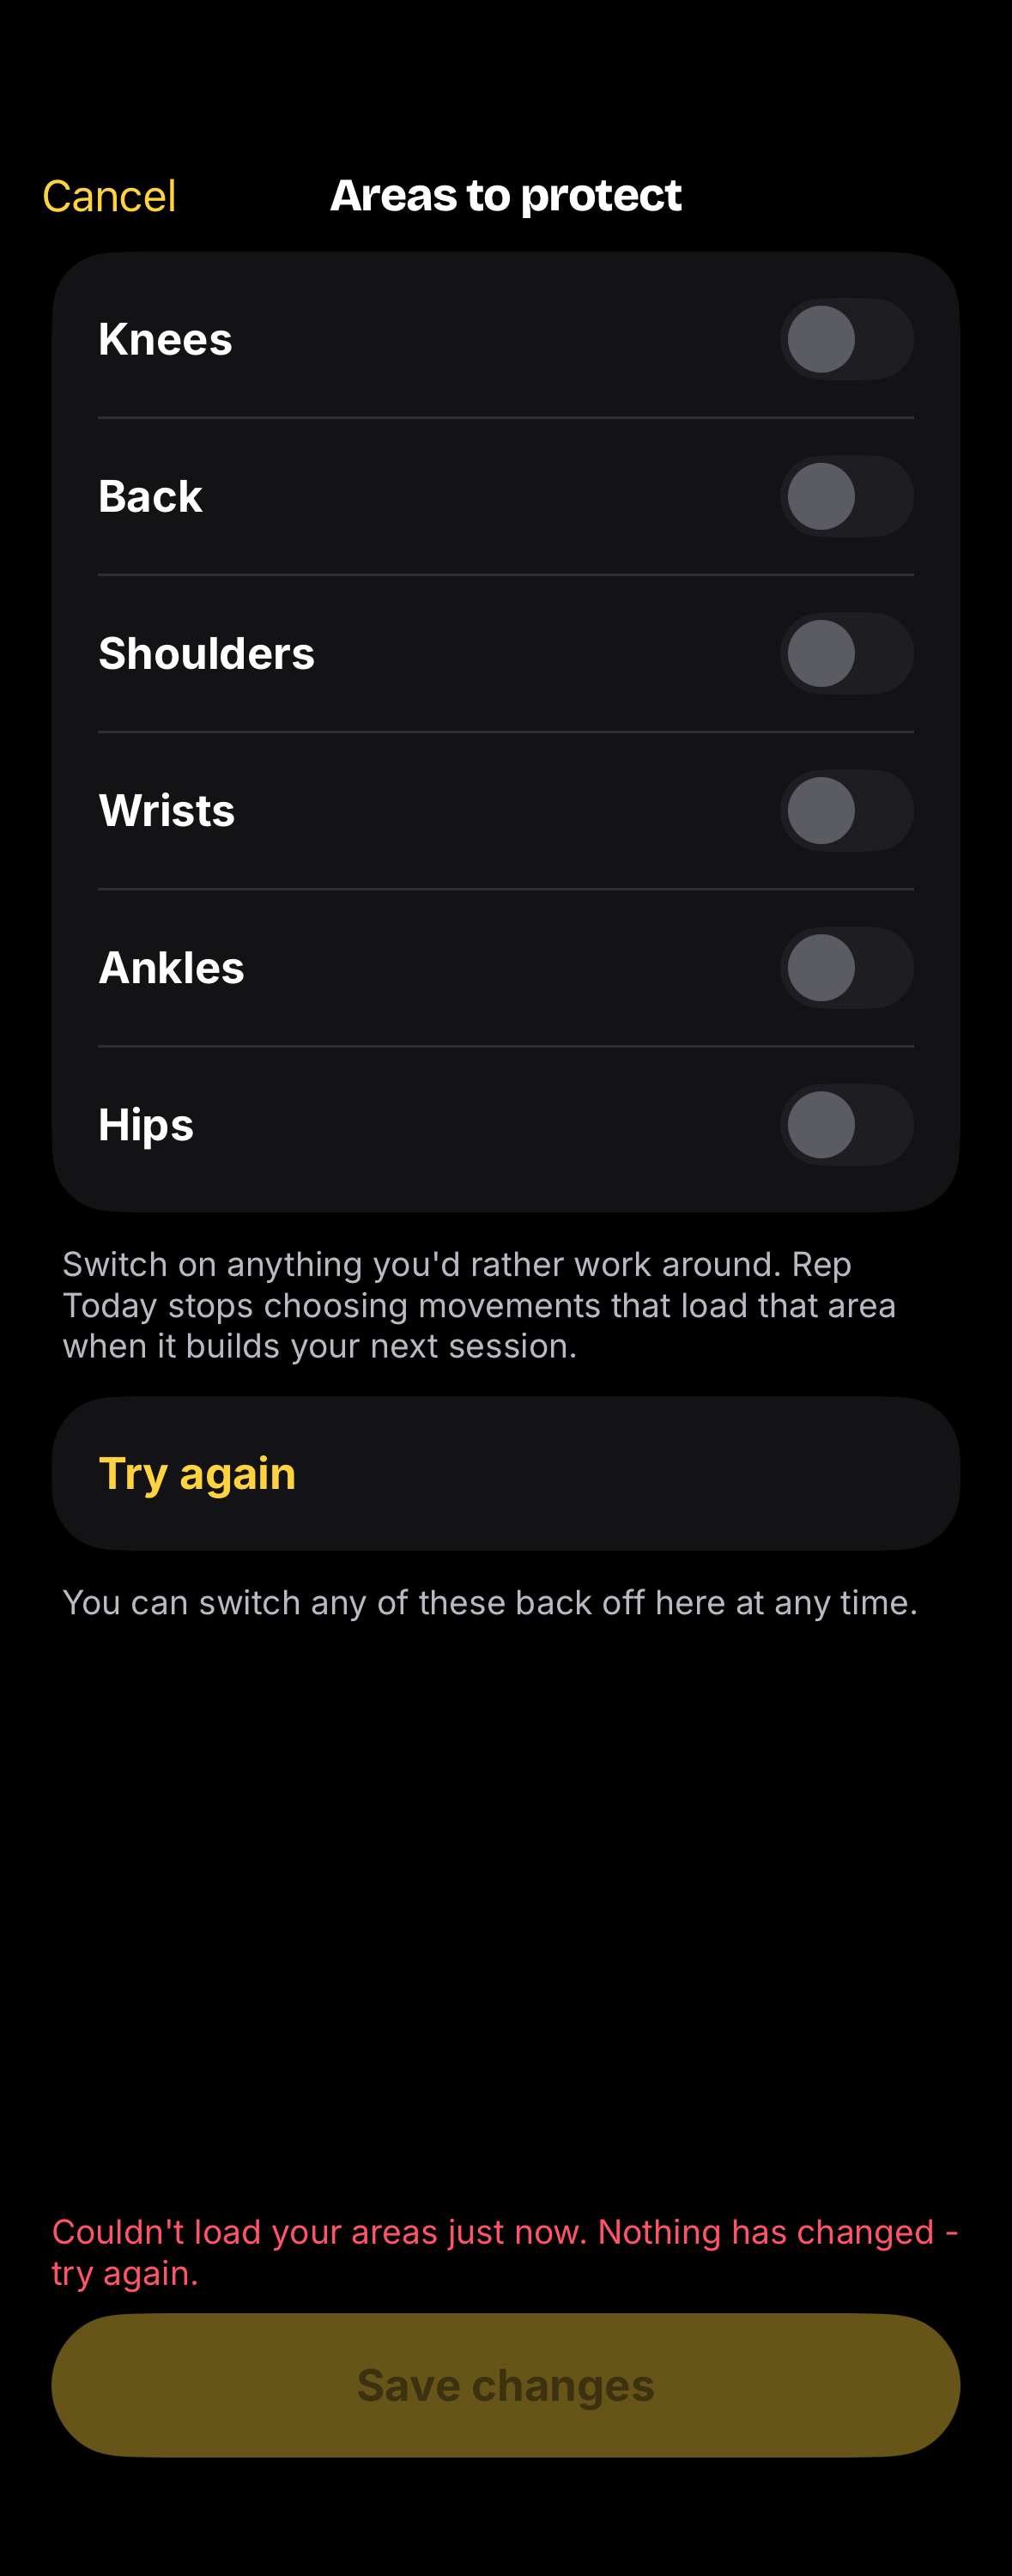 Cancel
Areas to protect
Knees
Back
Shoulders
Wrists
Ankles
Hips
Switch on anything you'd rather work around. Rep
Today stops choosing movements that load that area
when it builds your next session.
Try again
You can switch any of these back off here at any time.
Couldn't load your areas just now. Nothing has changed -
try again.
Save changes